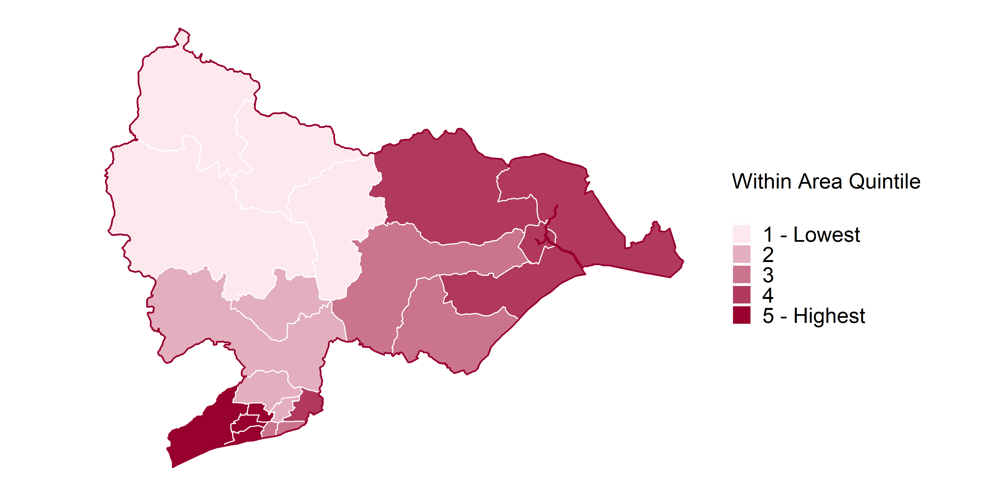 Within Area Quintile
1 - Lowest
2
3
4
5 - Highest